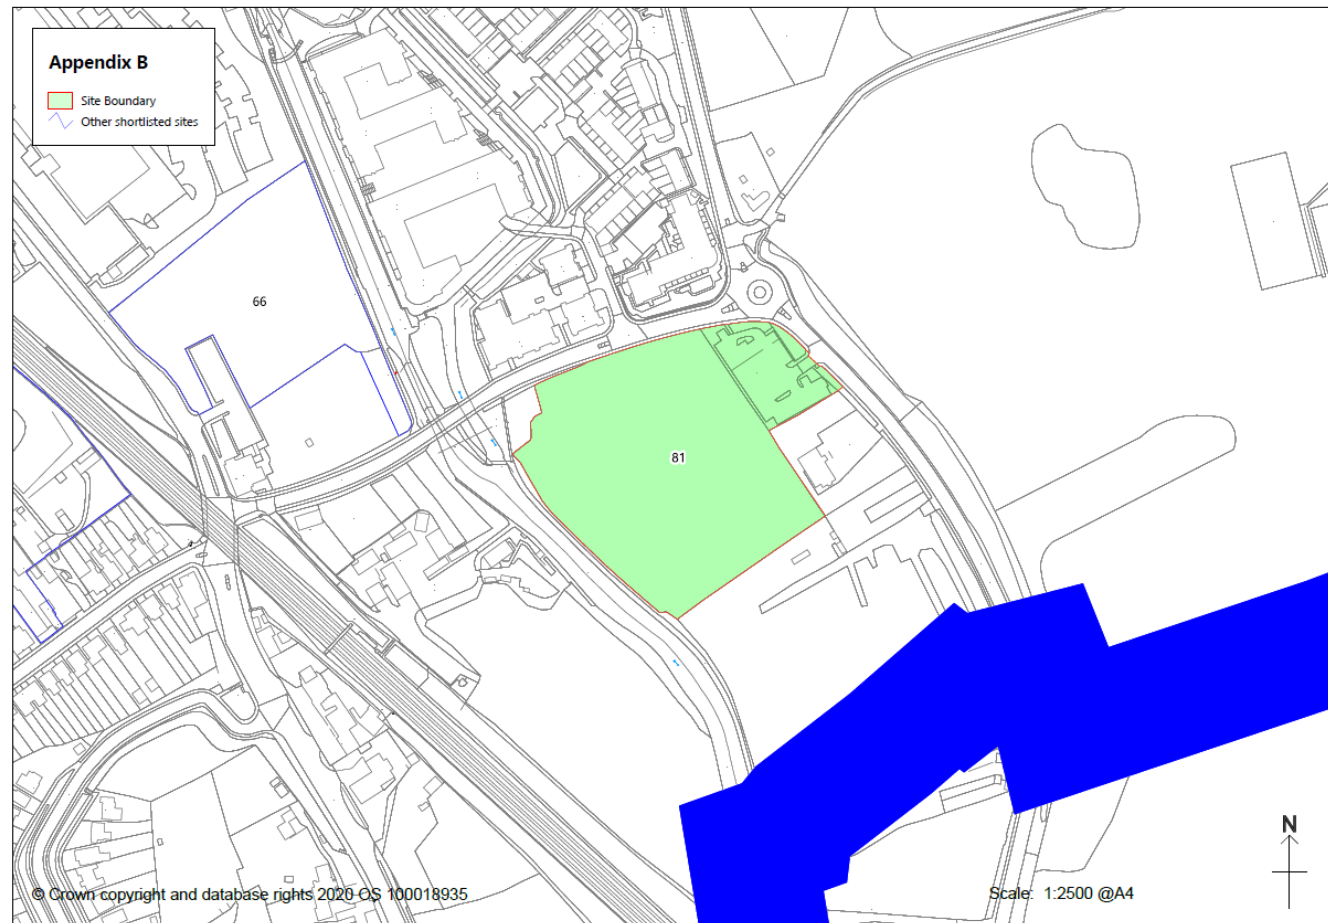 Appendix B
Site Boundary
Other shortlisted sites
66
81
N
© Crown copyright and database rights 2020 OS 100018935
Scale: 1:2500 @A4